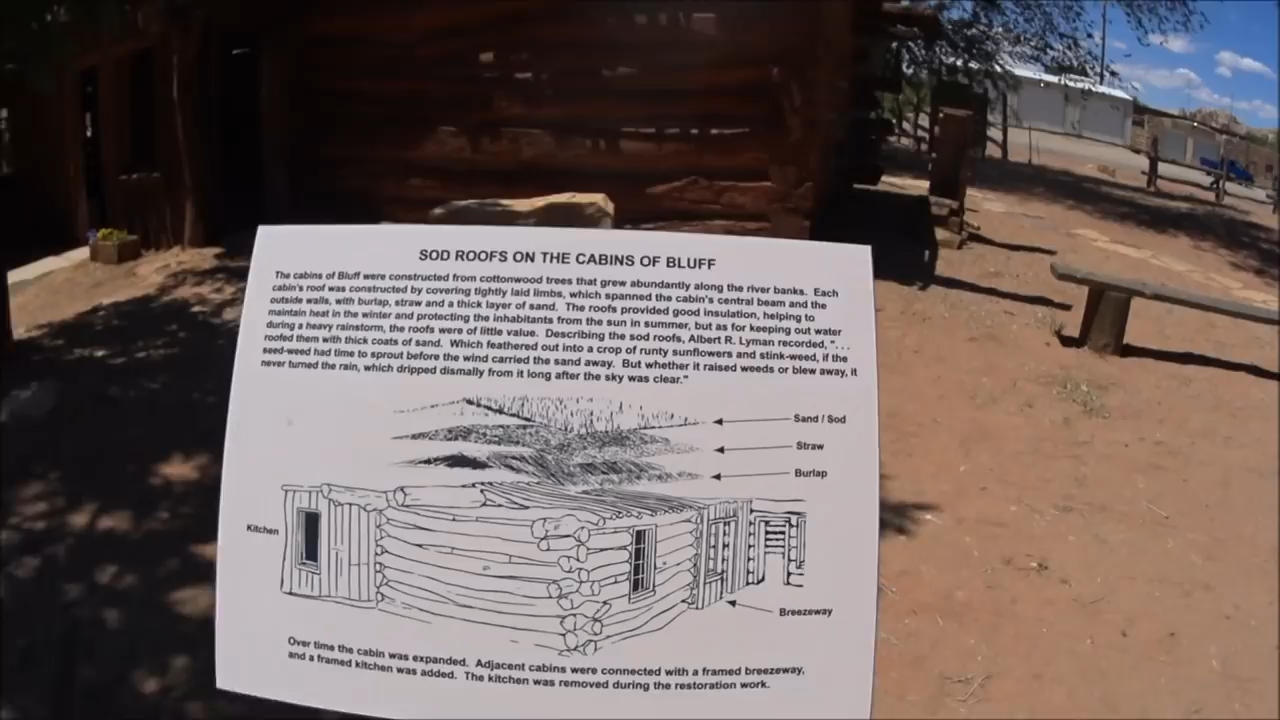 SOD ROOFS ON THE CABINS OF BLUFF
The cabins of Bluff were constructed from cottonwood trees that grew abundantly along the river banks. Each
cabin's roof was constructed by covering tightly laid limbs, which spanned the cabin's central beam and the
outside walls, with burlap, straw and a thick layer of sand. The roofs provided good insulation, helping to
maintain heat in the winter and protecting the inhabitants from the sun in summer, but as for keeping out water
during a heavy rainstorm, the roofs were of little value. Describing the sod roofs, Albert R. Lyman recorded, ". . .
roofed them with thick coats of sand. Which feathered out into a crop of runty sunflowers and stink-weed, if the
seed-weed had time to sprout before the wind carried the sand away. But whether it raised weeds or blew away, it
never turned the rain, which dripped dismally from it long after the sky was clear."
Sand / Sod
Straw
Burlap
Kitchen
Breezeway
Over time the cabin was expanded. Adjacent cabins were connected with a framed breezeway,
and a framed kitchen was added. The kitchen was removed during the restoration work.